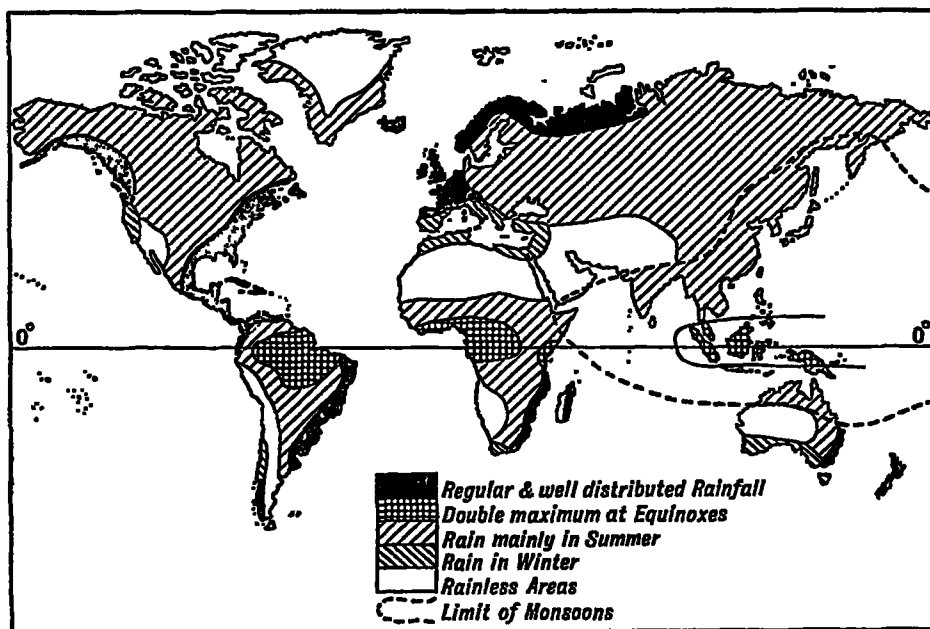 0° 0°
Regular & well distributed Rainfall
Double maximum at Equinoxes
Rain mainly in Summer
Rain in Winter
Rainless Areas
Limit of Monsoons